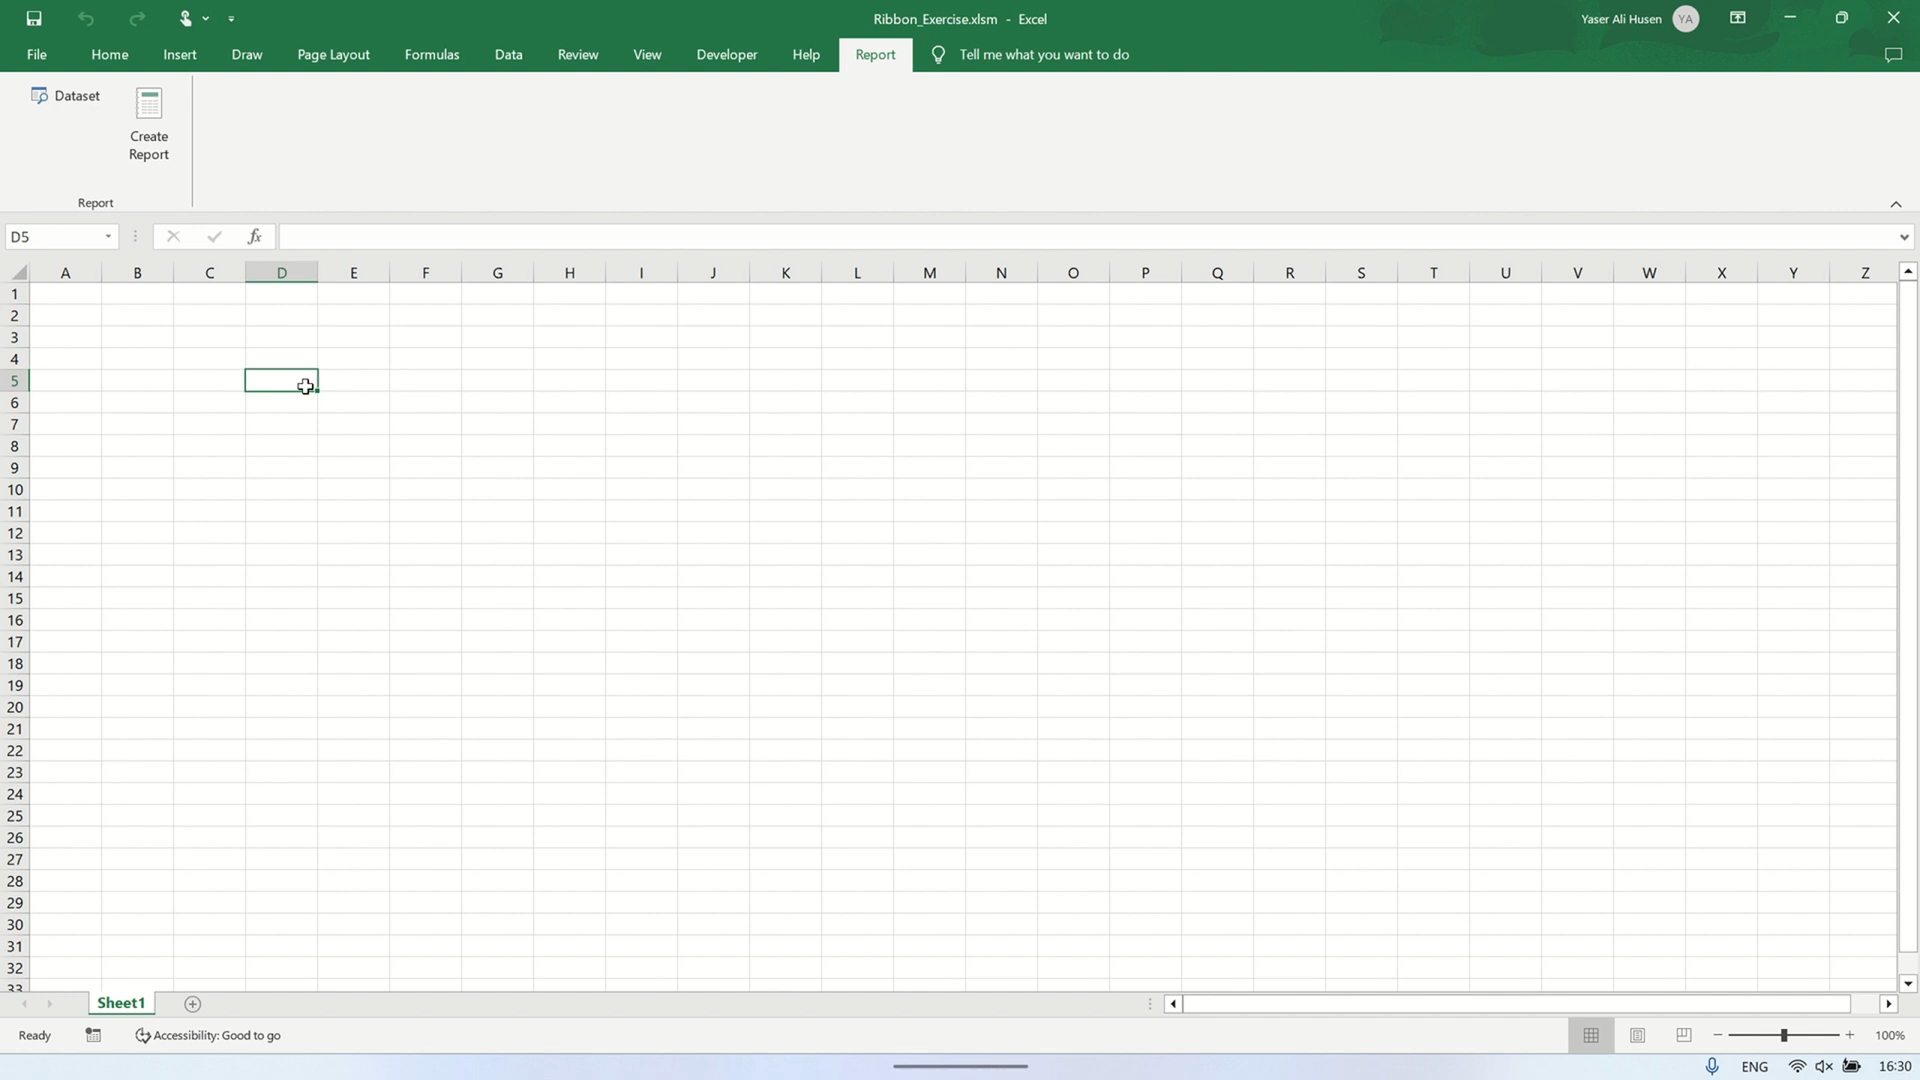 Ribbon_Exercise.xlsm - Excel
Yaser Ali Husen YA
File Home Insert Draw Page Layout Formulas Data Review View Developer Help Report Tell me what you want to do
Dataset
Create
Report
Report
D5 fx
A B C D E F G H I J K L M N O P Q R S T U V W X Y Z
1
2
3
4
5
6
7
8
9
10
11
12
13
14
15
16
17
18
19
20
21
22
23
24
25
26
27
28
29
30
31
32
33
Sheet1
Ready Accessibility: Good to go 100%
ENG 16:30